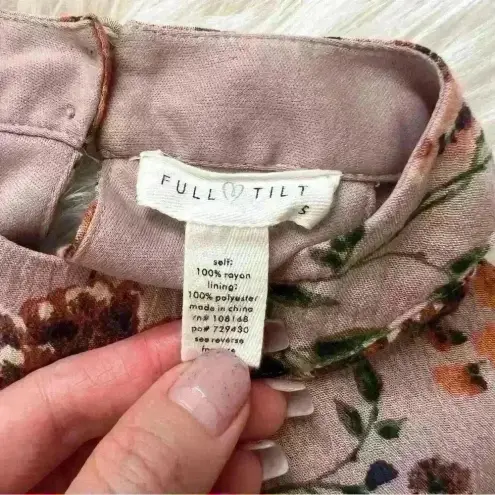 FULL TILT
S
self:
100% rayon
lining:
100% polyester
made in china
rn# 108168
po# 729430
see reverse